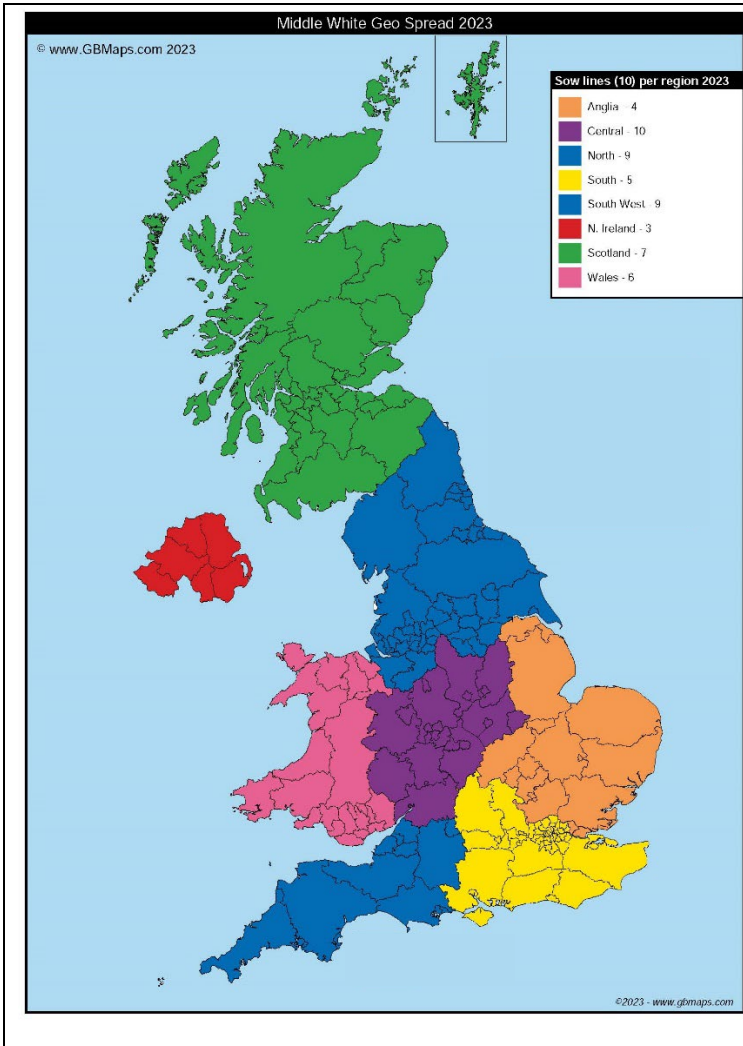 Middle White Geo Spread 2023
© www.GBMaps.com 2023
Sow lines (10) per region 2023
Anglia - 4
Central - 10
North - 9
South - 5
South West - 9
N. Ireland - 3
Scotland - 7
Wales - 6
©2023 - www.gbmaps.com